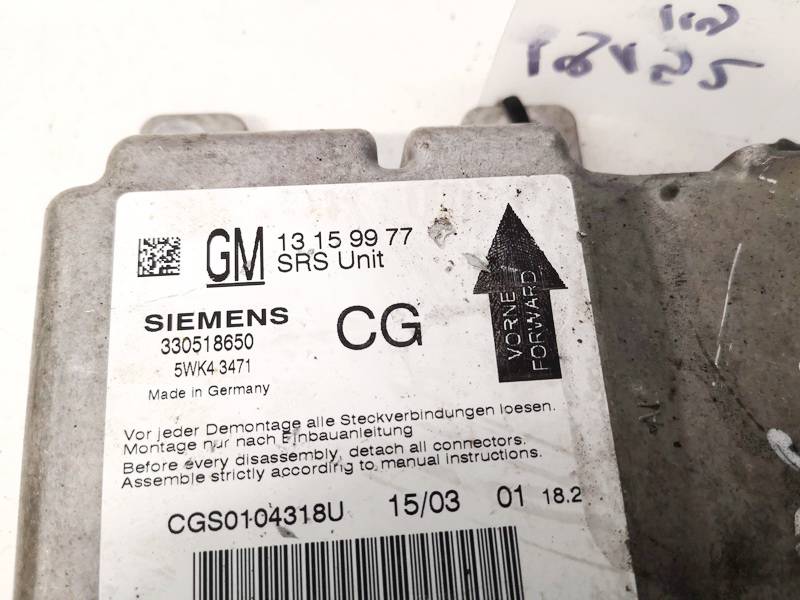 GM 13 159 9 77
SRS Unit
SIEMENS
330518650
5WK4 3471
Made in Germany
CG
VORNE
FORWARD
Vor jeder Demontage alle Steckverbindungen loesen.
Montage nur nach Einbauanleitung
Before every disassembly, detach all connectors.
Assemble strictly according to manual instructions.
CGS0104318U 15/03 01 18.2